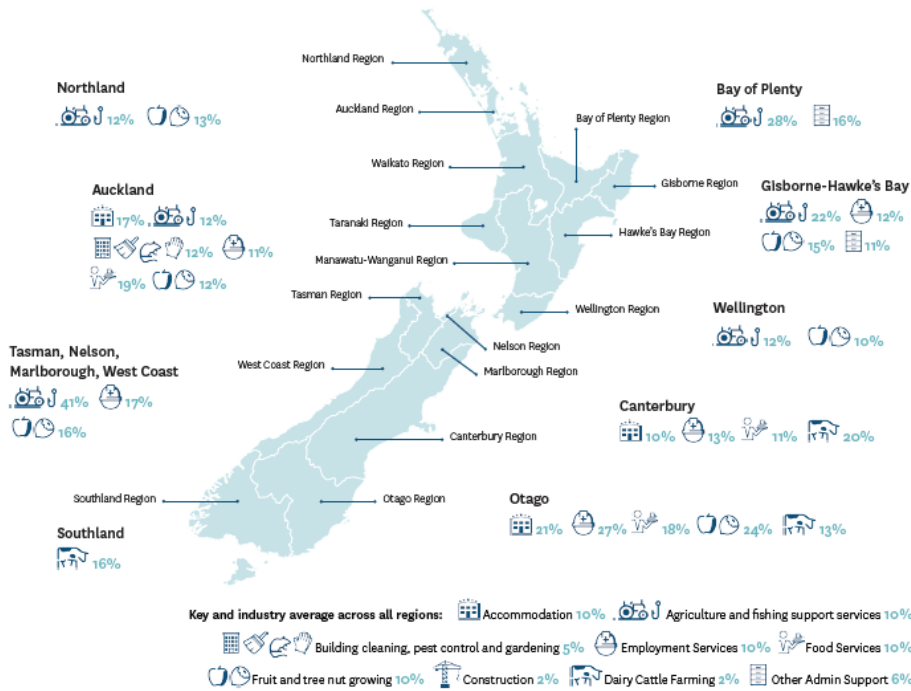 Northland Region
Northland
12% 13%
Auckland Region
Bay of Plenty
28% 16%
Bay of Plenty Region
Waikato Region
Gisborne Region
Auckland
17% 12%
12% 11%
19% 12%
Gisborne-Hawke's Bay
22% 12%
15% 11%
Taranaki Region
Hawke's Bay Region
Manawatu-Wanganui Region
Tasman Region
Wellington Region
Wellington
12% 10%
Nelson Region
Tasman, Nelson,
Marlborough, West Coast
41% 17%
16%
West Coast Region
Marlborough Region
Canterbury
10% 13% 11% 20%
Canterbury Region
Southland Region
Otago Region
Otago
21% 27% 18% 24% 13%
Southland
16%
Key and industry average across all regions: Accommodation 10% Agriculture and fishing support services 10%
Building cleaning, pest control and gardening 5% Employment Services 10% Food Services 10%
Fruit and tree nut growing 10% Construction 2% Dairy Cattle Farming 2% Other Admin Support 6%